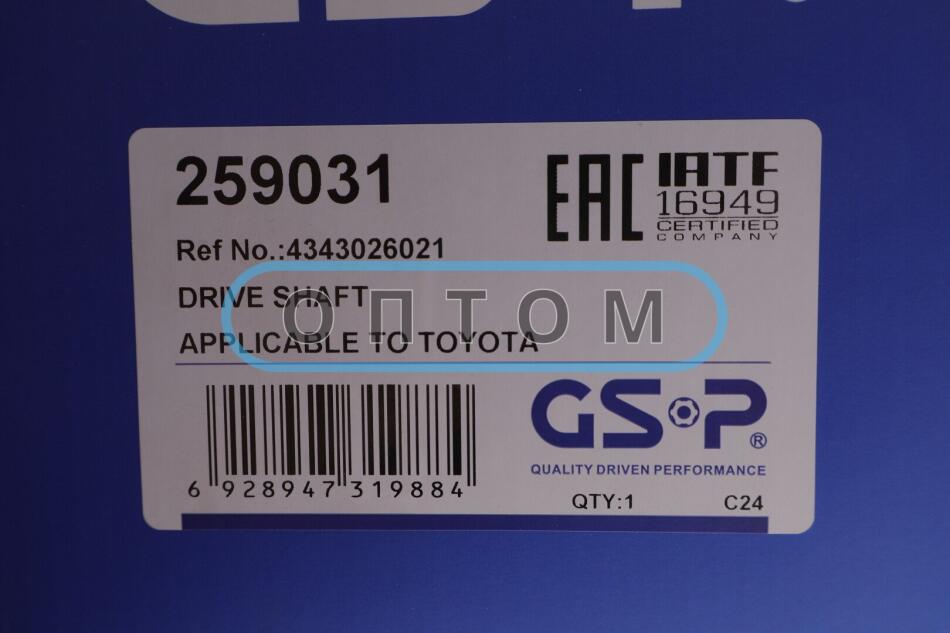 259031
EAC
IATF
16949
CERTIFIED
COMPANY
Ref No.:4343026021
DRIVE SHAFT
ОПТОМ
APPLICABLE TO TOYOTA
GSP®
QUALITY DRIVEN PERFORMANCE
6 928947 319884
QTY:1
C24